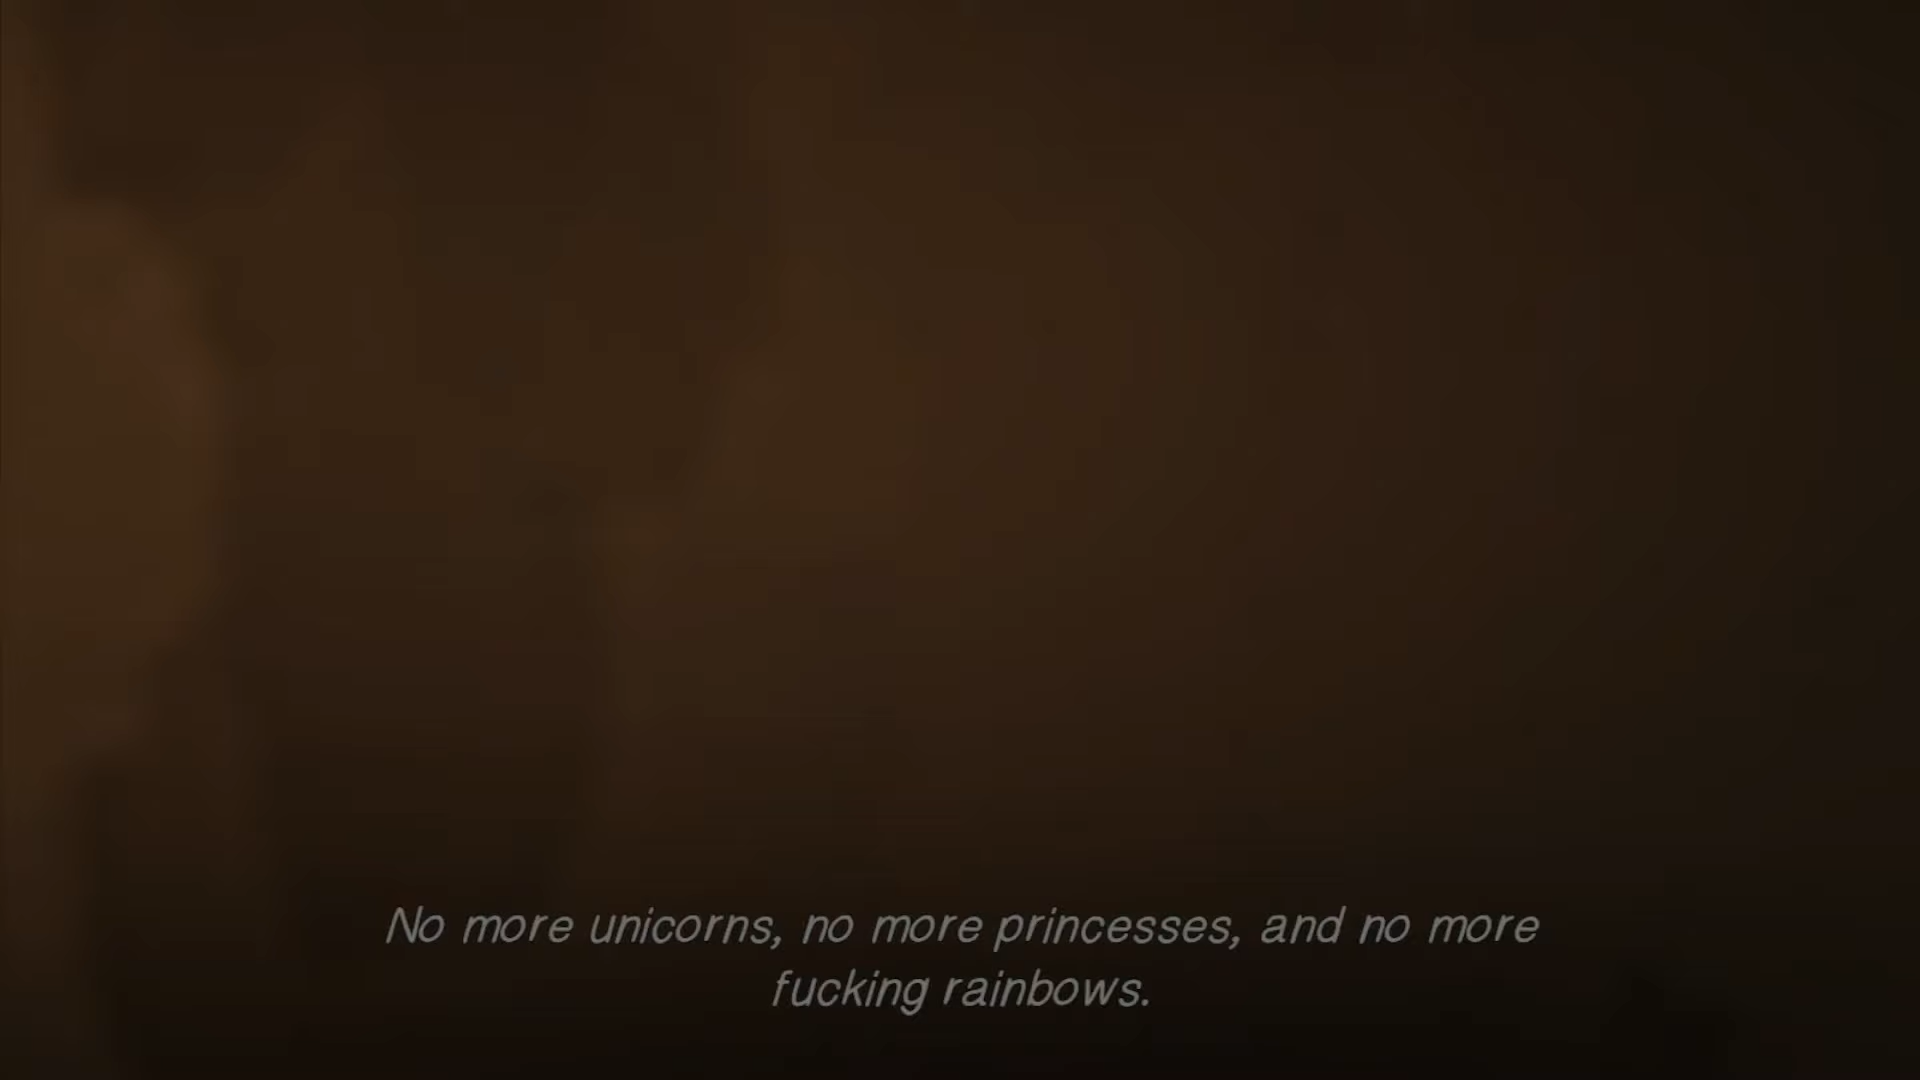 No more unicorns, no more princesses, and no more
fucking rainbows.